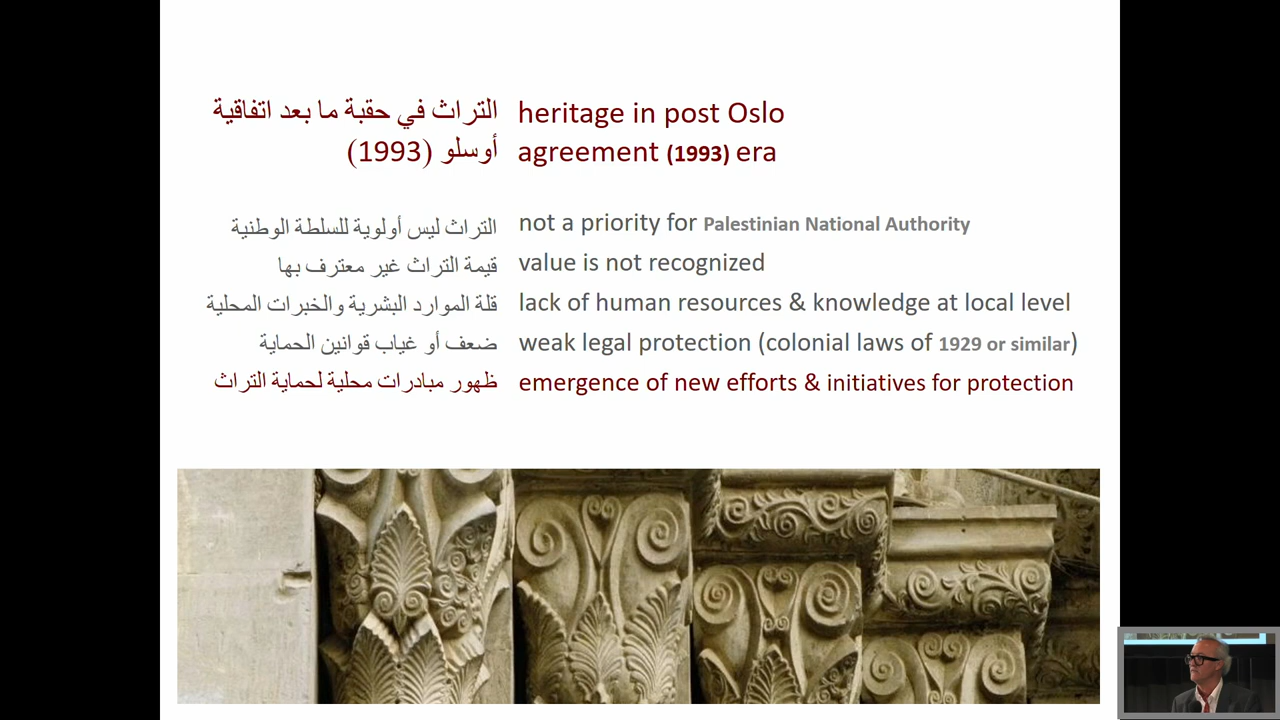 التراث في حقبة ما بعد اتفاقية
أوسلو (1993)
heritage in post Oslo
agreement (1993) era
التراث ليس أولوية للسلطة الوطنية
قيمة التراث غير معترف بها
قلة الموارد البشرية والخبرات المحلية
ضعف أو غياب قوانين الحماية
ظهور مبادرات محلية لحماية التراث
not a priority for Palestinian National Authority
value is not recognized
lack of human resources & knowledge at local level
weak legal protection (colonial laws of 1929 or similar)
emergence of new efforts & initiatives for protection